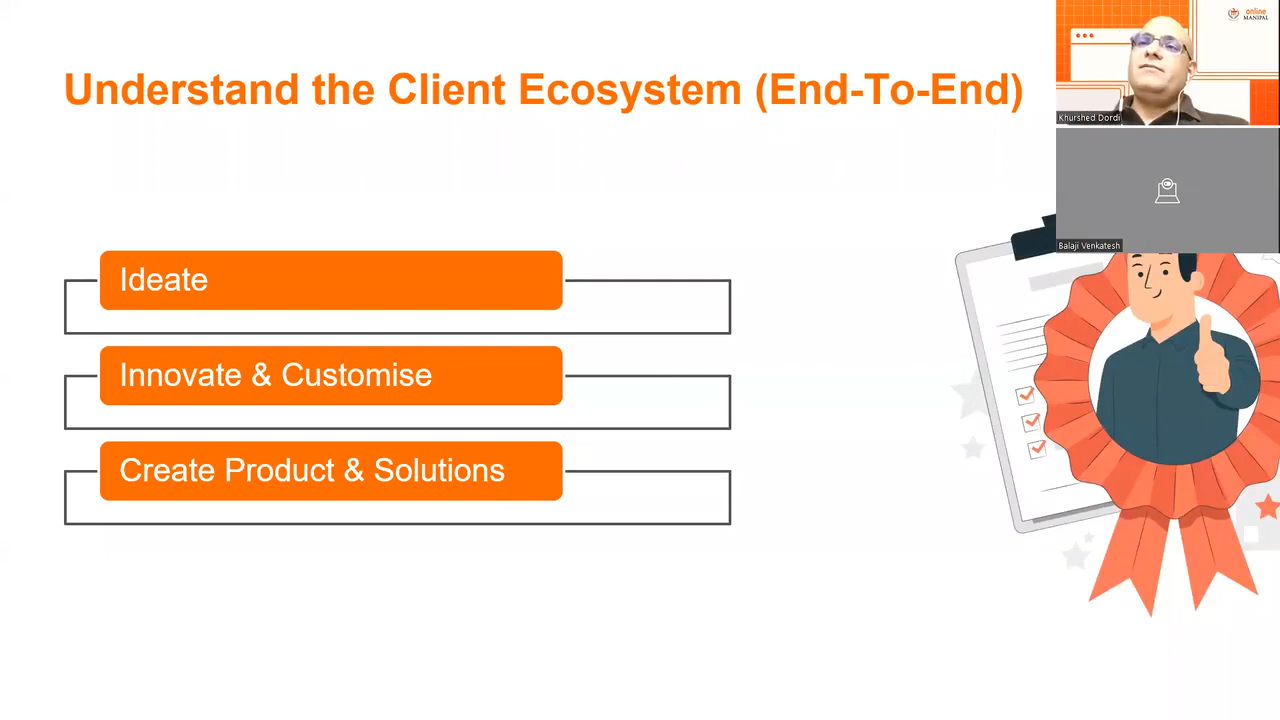 Understand the Client Ecosystem (End-To-End)
online
MANIPAL
Khurshed Dordi
Balaji Venkatesh
Ideate
Innovate & Customise
Create Product & Solutions